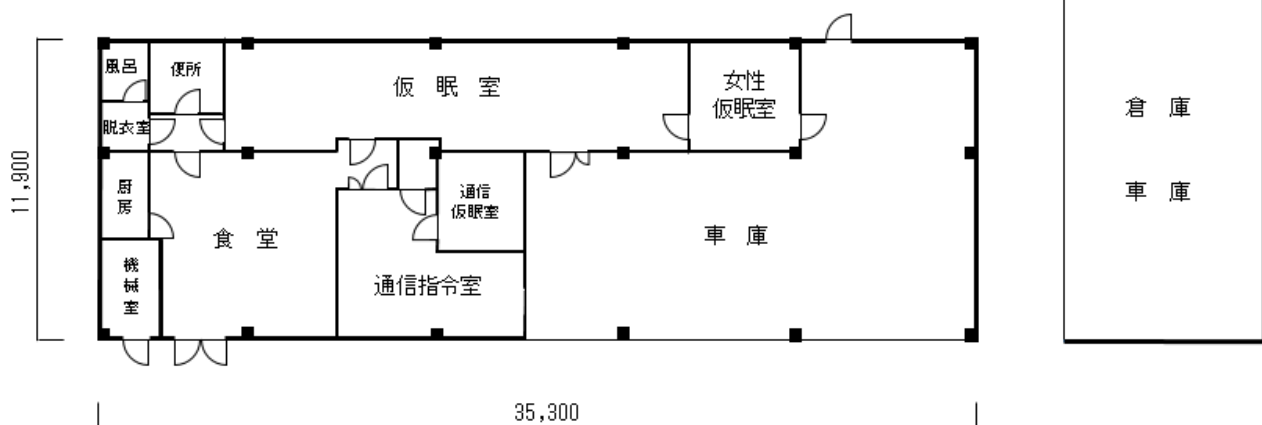 風呂
便所
仮眠室
女性
仮眠室
脱衣室
厨
房
通信
仮眠室
食堂
車庫
機
械
室
通信指令室
11,900
35,300
倉庫
車庫